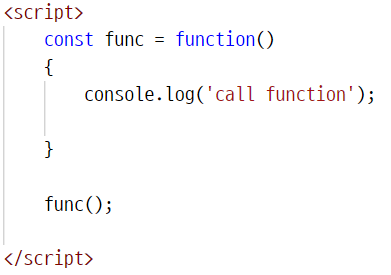 <script>
const func = function()
{
console.log('call function');
}
func();
</script>